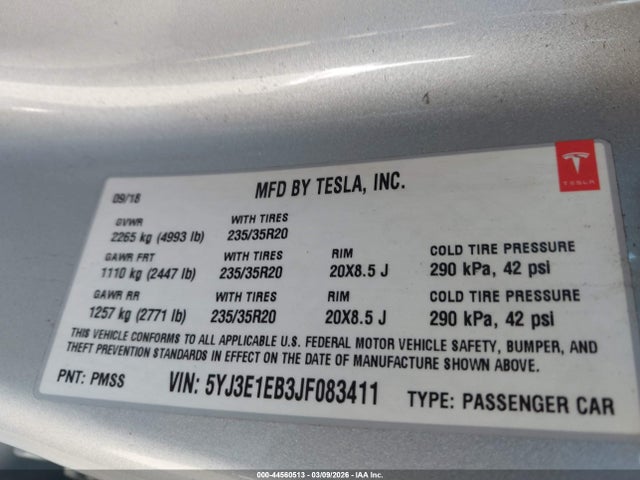 MFD BY TESLA, INC.
TESLA
09/18
GVWR WITH TIRES
2265 kg (4993 lb) 235/35R20
GAWR FRT WITH TIRES RIM COLD TIRE PRESSURE
1110 kg (2447 lb) 235/35R20 20X8.5 J 290 kPa, 42 psi
GAWR RR WITH TIRES RIM COLD TIRE PRESSURE
1257 kg (2771 lb) 235/35R20 20X8.5 J 290 kPa, 42 psi
THIS VEHICLE CONFORMS TO ALL APPLICABLE U.S. FEDERAL MOTOR VEHICLE SAFETY, BUMPER, AND
THEFT PREVENTION STANDARDS IN EFFECT ON THE DATE OF MANUFACTURE SHOWN ABOVE.
PNT: PMSS VIN: 5YJ3E1EB3JF083411 TYPE: PASSENGER CAR
000-44560513 - 03/09/2026 - IAA Inc.